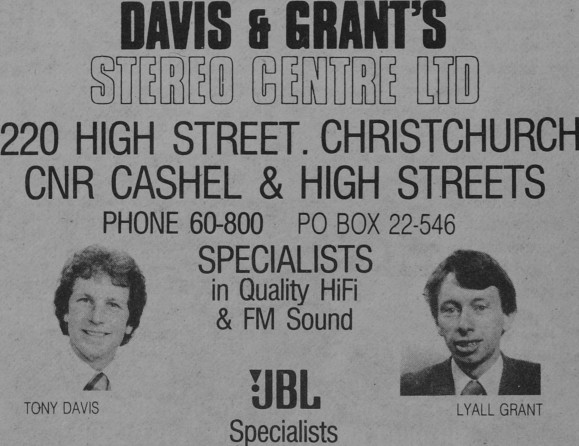 DAVIS & GRANT'S
STEREO CENTRE LTD
220 HIGH STREET. CHRISTCHURCH
CNR CASHEL & HIGH STREETS
PHONE 60-800 PO BOX 22-546
SPECIALISTS
in Quality HiFi
& FM Sound
JBL
Specialists
TONY DAVIS
LYALL GRANT